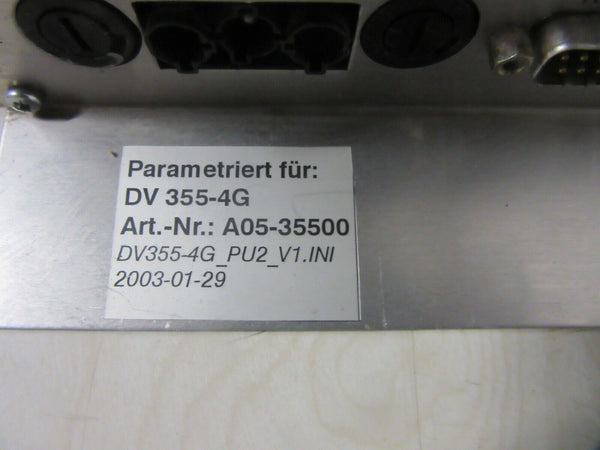 Parametriert für:
DV 355-4G
Art.-Nr.: A05-35500
DV355-4G_PU2_V1.INI
2003-01-29